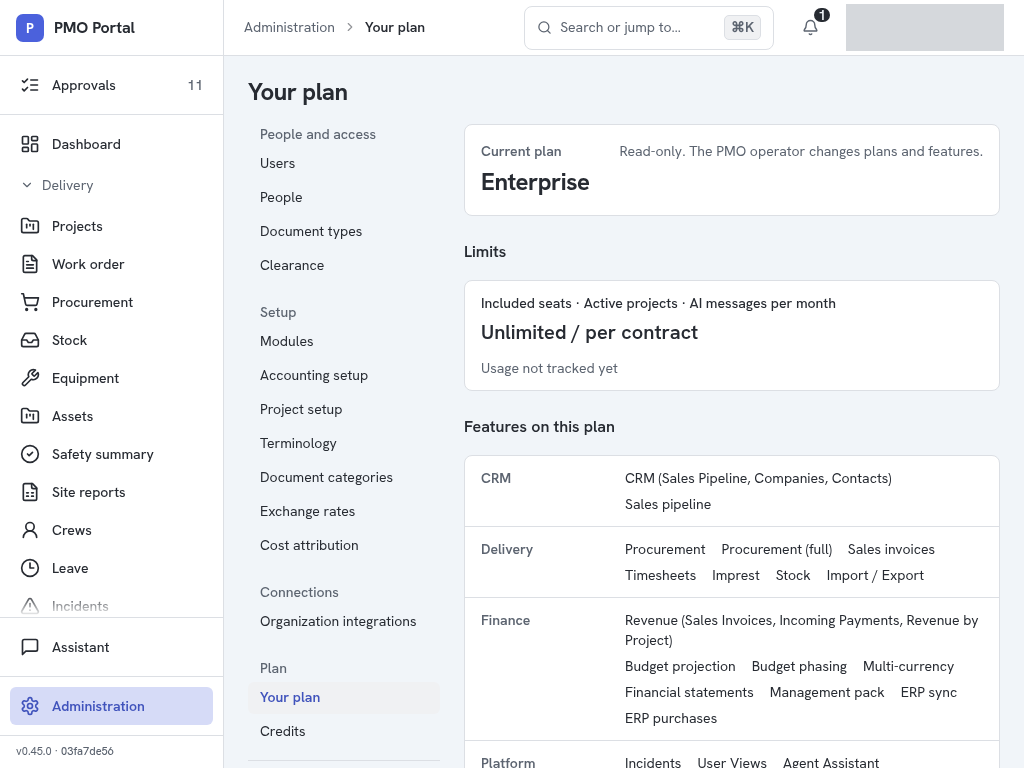 P PMO Portal
Administration > Your plan
Search or jump to... ⌘K
1
Approvals 11
Dashboard
Delivery
Projects
Work order
Procurement
Stock
Equipment
Assets
Safety summary
Site reports
Crews
Leave
Incidents
Assistant
Administration
v0.45.0 · 03fa7de56
Your plan
People and access
Users
People
Document types
Clearance
Setup
Modules
Accounting setup
Project setup
Terminology
Document categories
Exchange rates
Cost attribution
Connections
Organization integrations
Plan
Your plan
Credits
Current plan Read-only. The PMO operator changes plans and features.
Enterprise
Limits
Included seats · Active projects · AI messages per month
Unlimited / per contract
Usage not tracked yet
Features on this plan
CRM CRM (Sales Pipeline, Companies, Contacts)
Sales pipeline
Delivery Procurement Procurement (full) Sales invoices
Timesheets Imprest Stock Import / Export
Finance Revenue (Sales Invoices, Incoming Payments, Revenue by
Project)
Budget projection Budget phasing Multi-currency
Financial statements Management pack ERP sync
ERP purchases
Platform Incidents User Views Agent Assistant